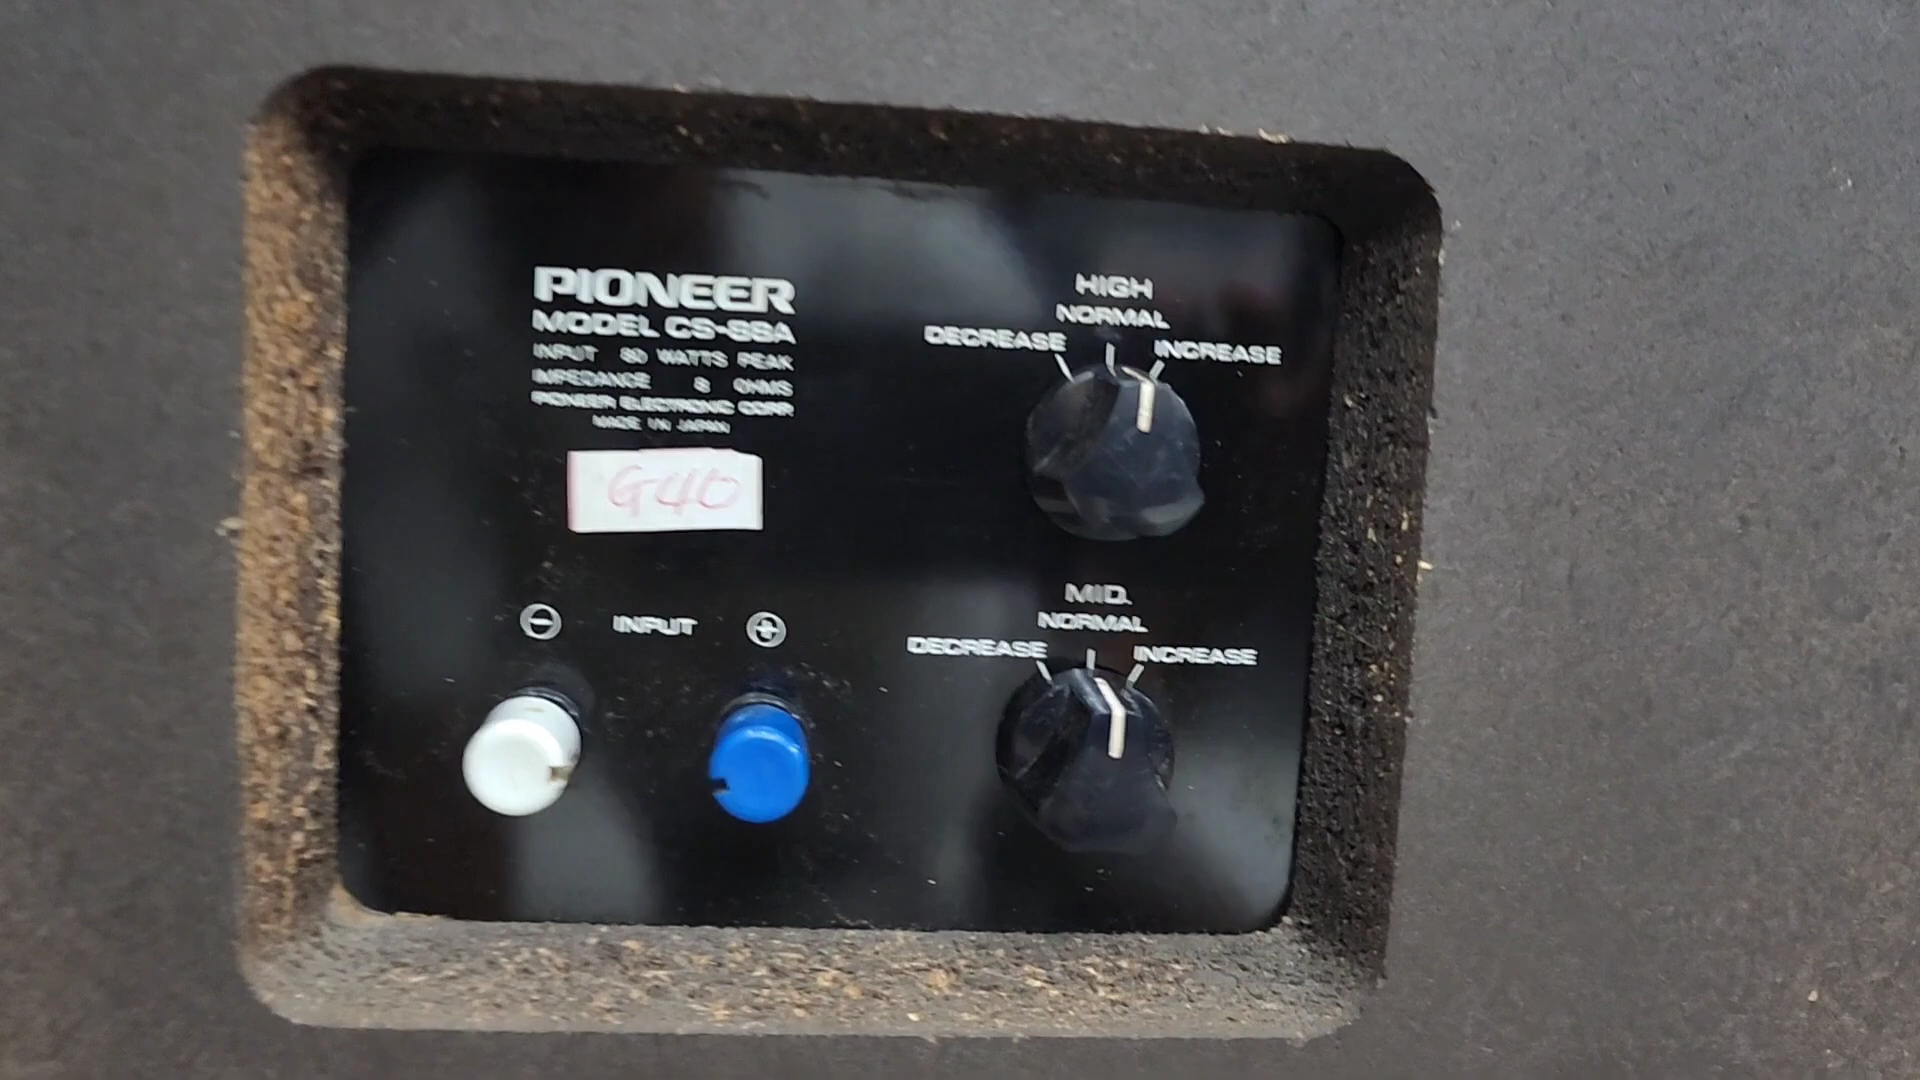 PIONEER
MODEL CS-88A
INPUT 80 WATTS PEAK
IMPEDANCE 8 OHMS
PIONEER ELECTRONIC CORP.
MADE IN JAPAN
G40
⊖ INPUT ⊕
HIGH
NORMAL
DECREASE INCREASE
MID.
NORMAL
DECREASE INCREASE